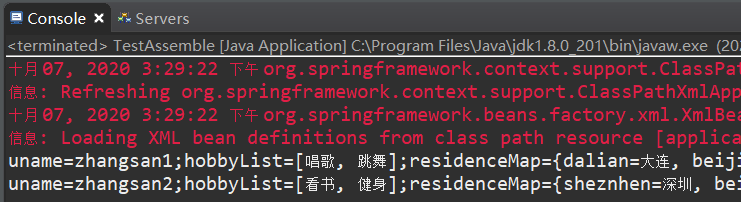 Console Servers
<terminated> TestAssemble [Java Application] C:\Program Files\Java\jdk1.8.0_201\bin\javaw.exe (202
十月 07, 2020 3:29:22 下午 org.springframework.context.support.ClassPat
信息: Refreshing org.springframework.context.support.ClassPathXmlApp
十月 07, 2020 3:29:22 下午 org.springframework.beans.factory.xml.XmlBea
信息: Loading XML bean definitions from class path resource [applica
uname=zhangsan1;hobbyList=[唱歌, 跳舞];residenceMap={dalian=大连, beiji
uname=zhangsan2;hobbyList=[看书, 健身];residenceMap={sheznhen=深圳, be